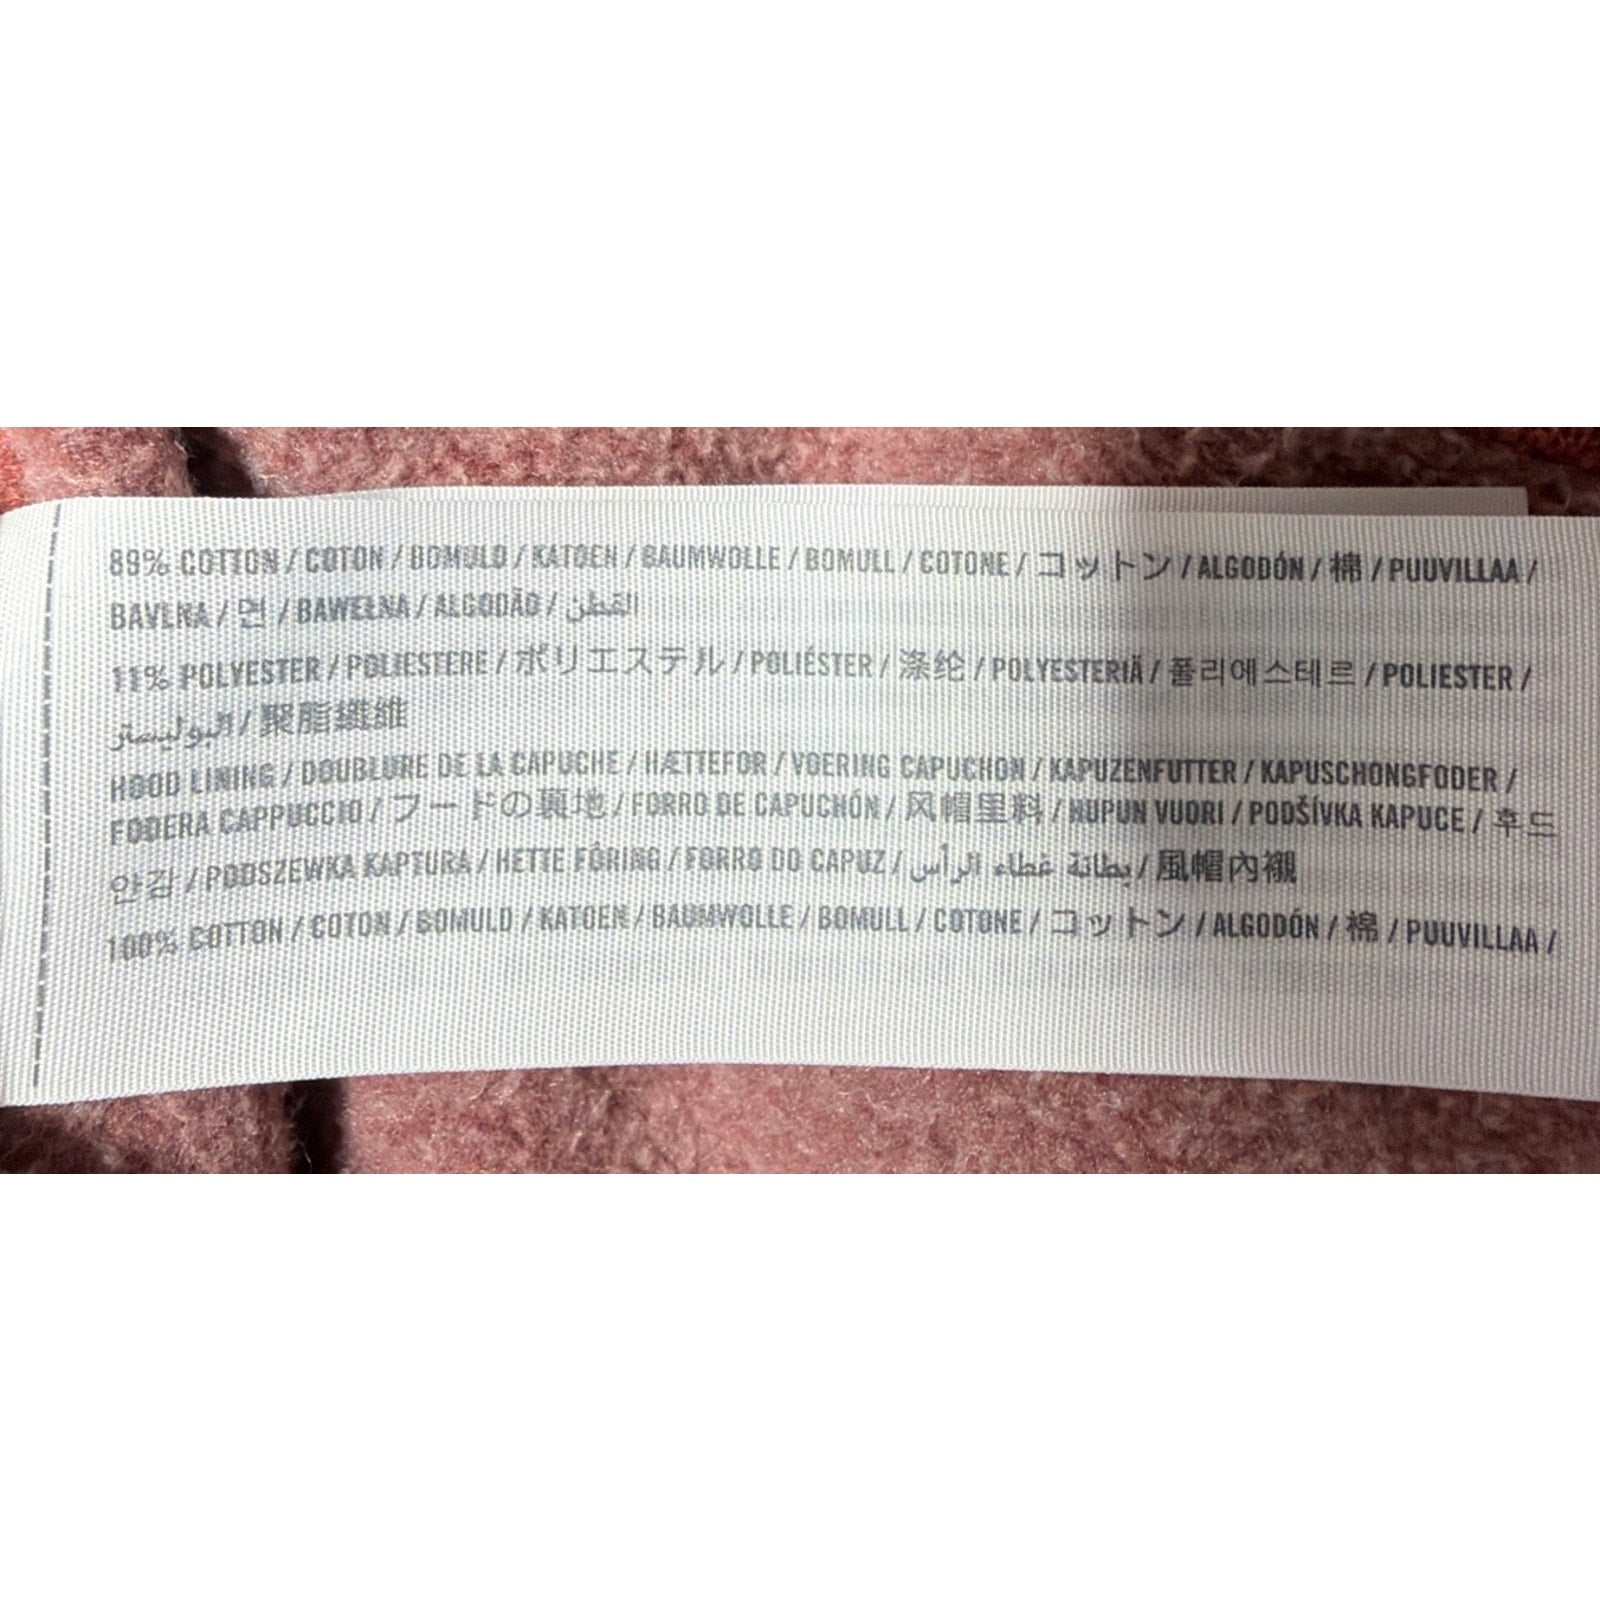 89% COTTON / COTON / BOMULD / KATOEN / BAUMWOLLE / BOMULL / COTONE / コットン / ALGODÓN / 棉 / PUUVILLAA /
BAVLNA / 면 / BAWEŁNA / ALGODÃO / القطن
11% POLYESTER / POLIESTERE / ポリエステル / POLIÉSTER / 涤纶 / POLYESTERIÄ / 폴리에스테르 / POLIESTER /
البوليستر / 聚脂纖維
HOOD LINING / DOUBLURE DE LA CAPUCHE / HÆTTEFOR / VOERING CAPUCHON / KAPUZENFUTTER / KAPUSCHONGFODER /
FODERA CAPPUCCIO / フードの裏地 / FORRO DE CAPUCHÓN / 风帽里料 / HUPUN VUORI / PODŠÍVKA KAPUCE / 후드
안감 / PODSZEWKA KAPTURA / HETTE FÔRING / FORRO DO CAPUZ / بطانة غطاء الرأس / 風帽內襯
100% COTTON / COTON / BOMULD / KATOEN / BAUMWOLLE / BOMULL / COTONE / コットン / ALGODÓN / 棉 / PUUVILLAA /